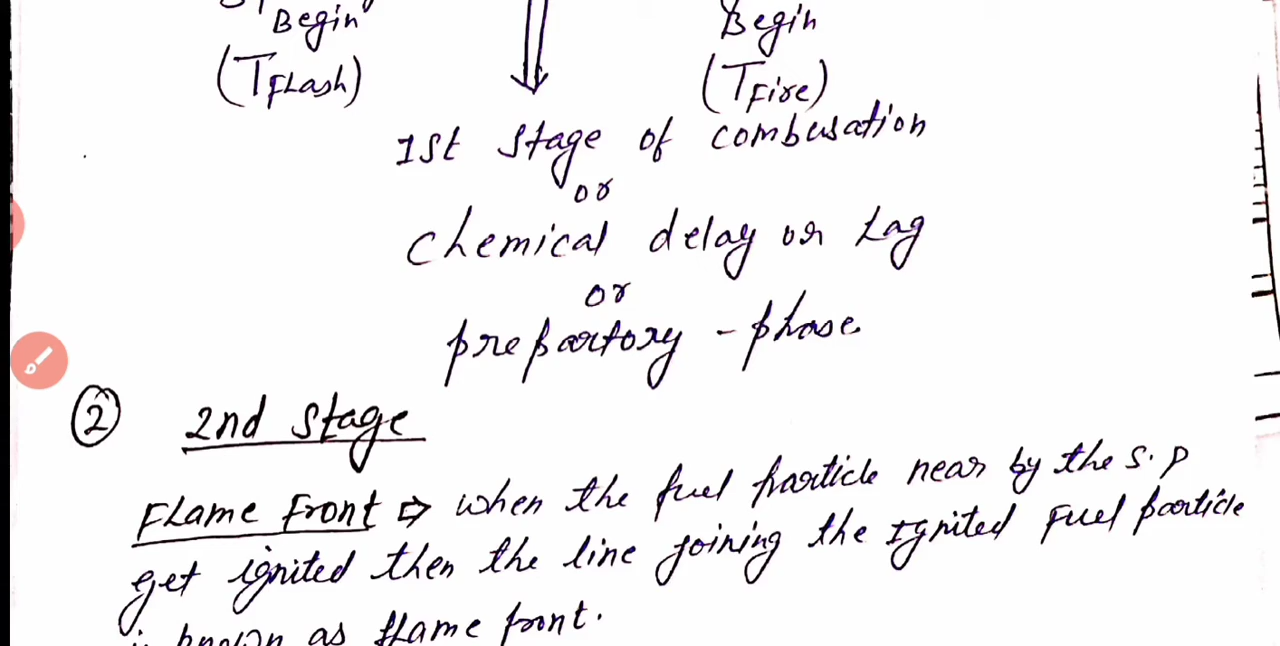 Begin Begin
(TFLash) (TFire)
1st stage of combusation
or
chemical delay or Lag
or
prepartory - phase
2 2nd stage
FLame Front ⇨ when the fuel particle near by the S.P
get ignited then the line joining the Ignited Fuel particle
is known as flame front.